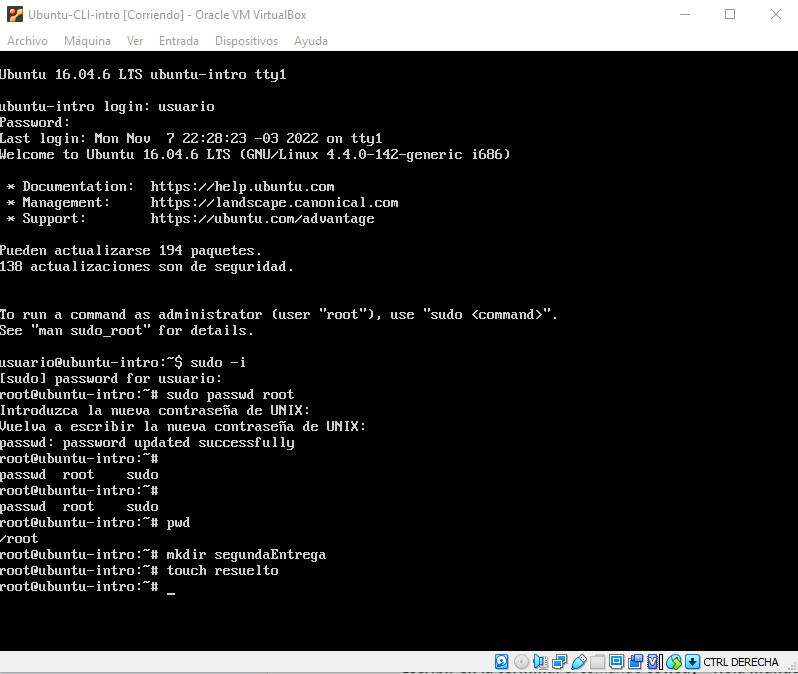 Ubuntu-CLI-intro [Corriendo] - Oracle VM VirtualBox
Archivo Máquina Ver Entrada Dispositivos Ayuda
Ubuntu 16.04.6 LTS ubuntu-intro tty1
ubuntu-intro login: usuario
Password:
Last login: Mon Nov  7 22:28:23 -03 2022 on tty1
Welcome to Ubuntu 16.04.6 LTS (GNU/Linux 4.4.0-142-generic i686)
 * Documentation:  https://help.ubuntu.com
 * Management:     https://landscape.canonical.com
 * Support:        https://ubuntu.com/advantage
Pueden actualizarse 194 paquetes.
138 actualizaciones son de seguridad.
To run a command as administrator (user "root"), use "sudo <command>".
See "man sudo_root" for details.
usuario@ubuntu-intro:~$ sudo -i
[sudo] password for usuario:
root@ubuntu-intro:~# sudo passwd root
Introduzca la nueva contraseña de UNIX:
Vuelva a escribir la nueva contraseña de UNIX:
passwd: password updated successfully
root@ubuntu-intro:~#
passwd  root    sudo
root@ubuntu-intro:~#
passwd  root    sudo
root@ubuntu-intro:~# pwd
/root
root@ubuntu-intro:~# mkdir segundaEntrega
root@ubuntu-intro:~# touch resuelto
root@ubuntu-intro:~# _
CTRL DERECHA